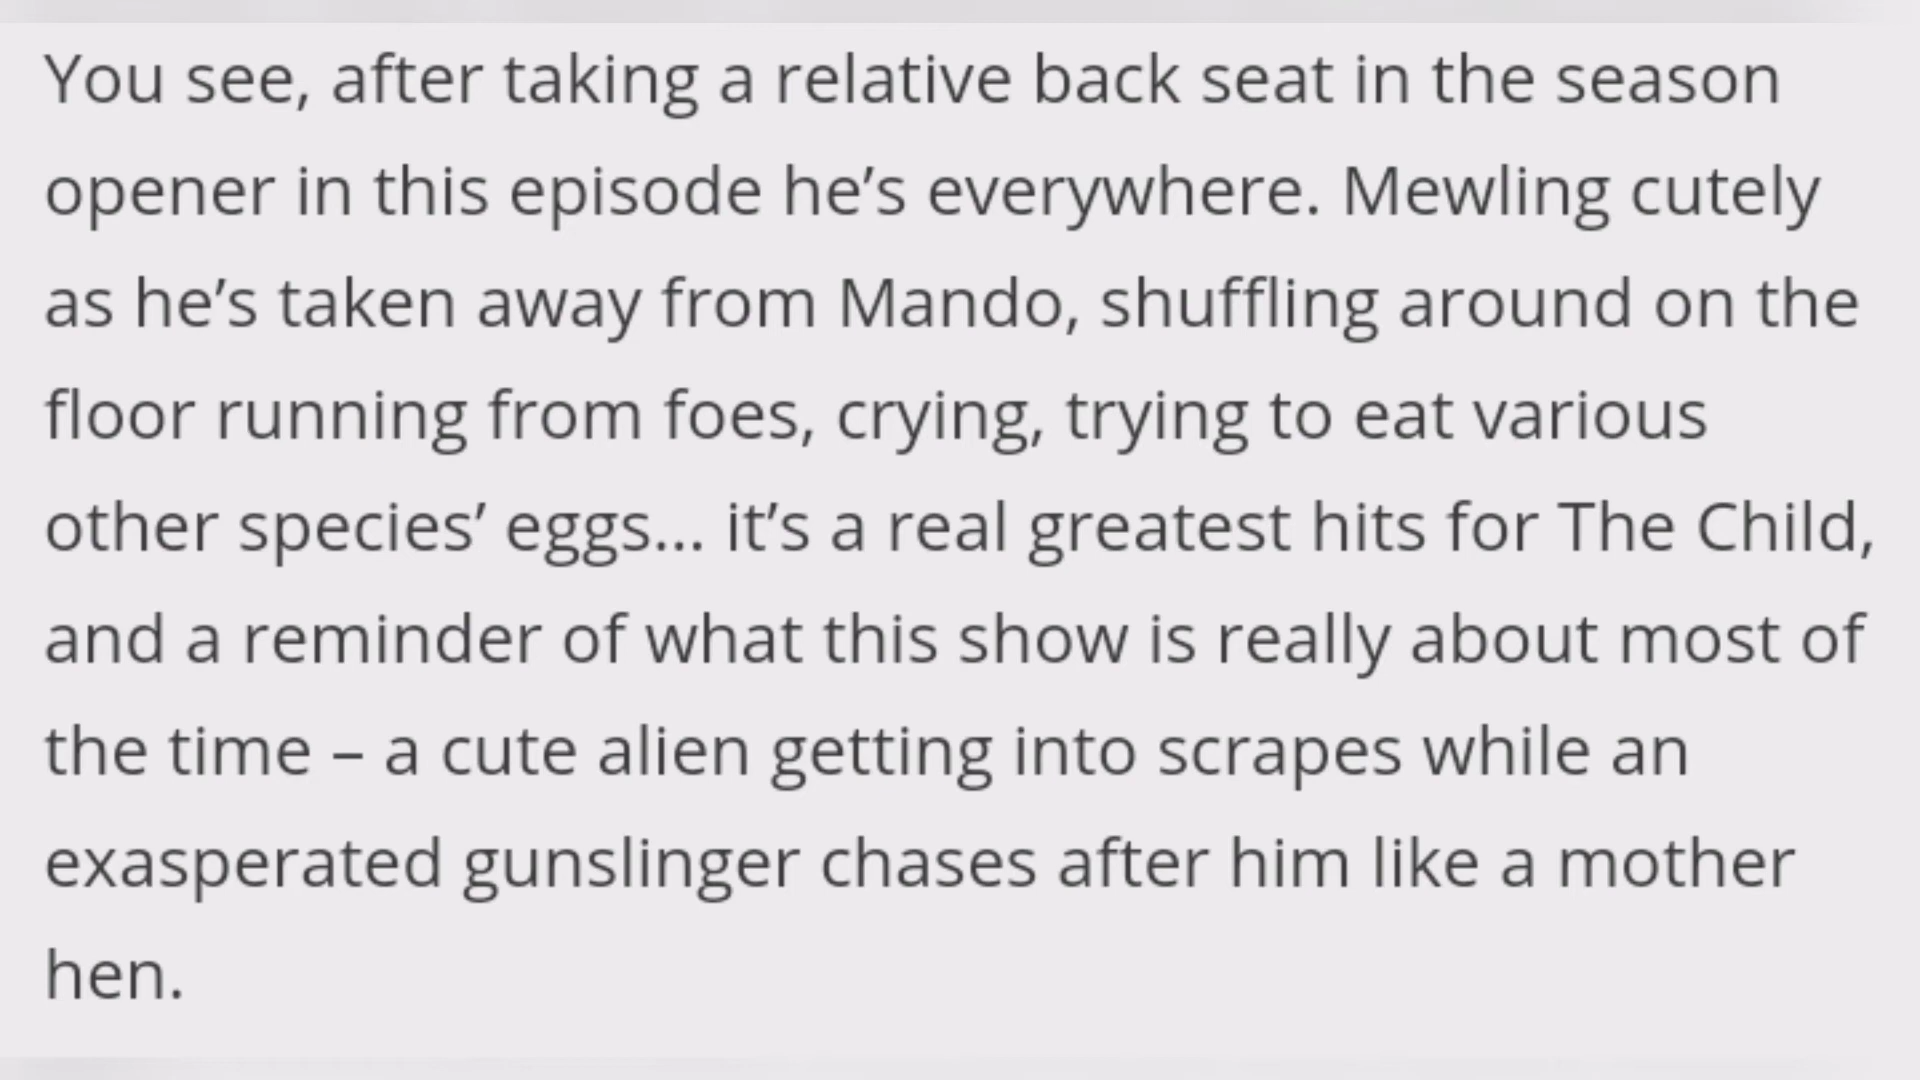 You see, after taking a relative back seat in the season
opener in this episode he’s everywhere. Mewling cutely
as he’s taken away from Mando, shuffling around on the
floor running from foes, crying, trying to eat various
other species’ eggs… it’s a real greatest hits for The Child,
and a reminder of what this show is really about most of
the time – a cute alien getting into scrapes while an
exasperated gunslinger chases after him like a mother
hen.